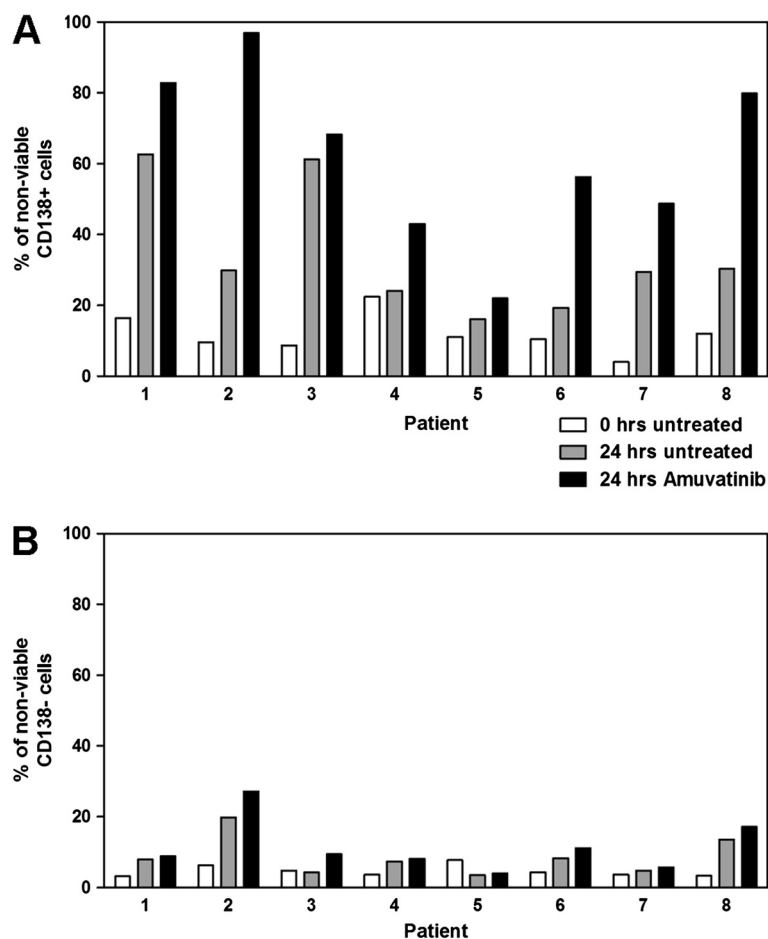 A
% of non-viable
CD138+ cells
100
80
60
40
20
0
1 2 3 4 5 6 7 8
Patient
0 hrs untreated
24 hrs untreated
24 hrs Amuvatinib
B
% of non-viable
CD138- cells
100
80
60
40
20
0
1 2 3 4 5 6 7 8
Patient